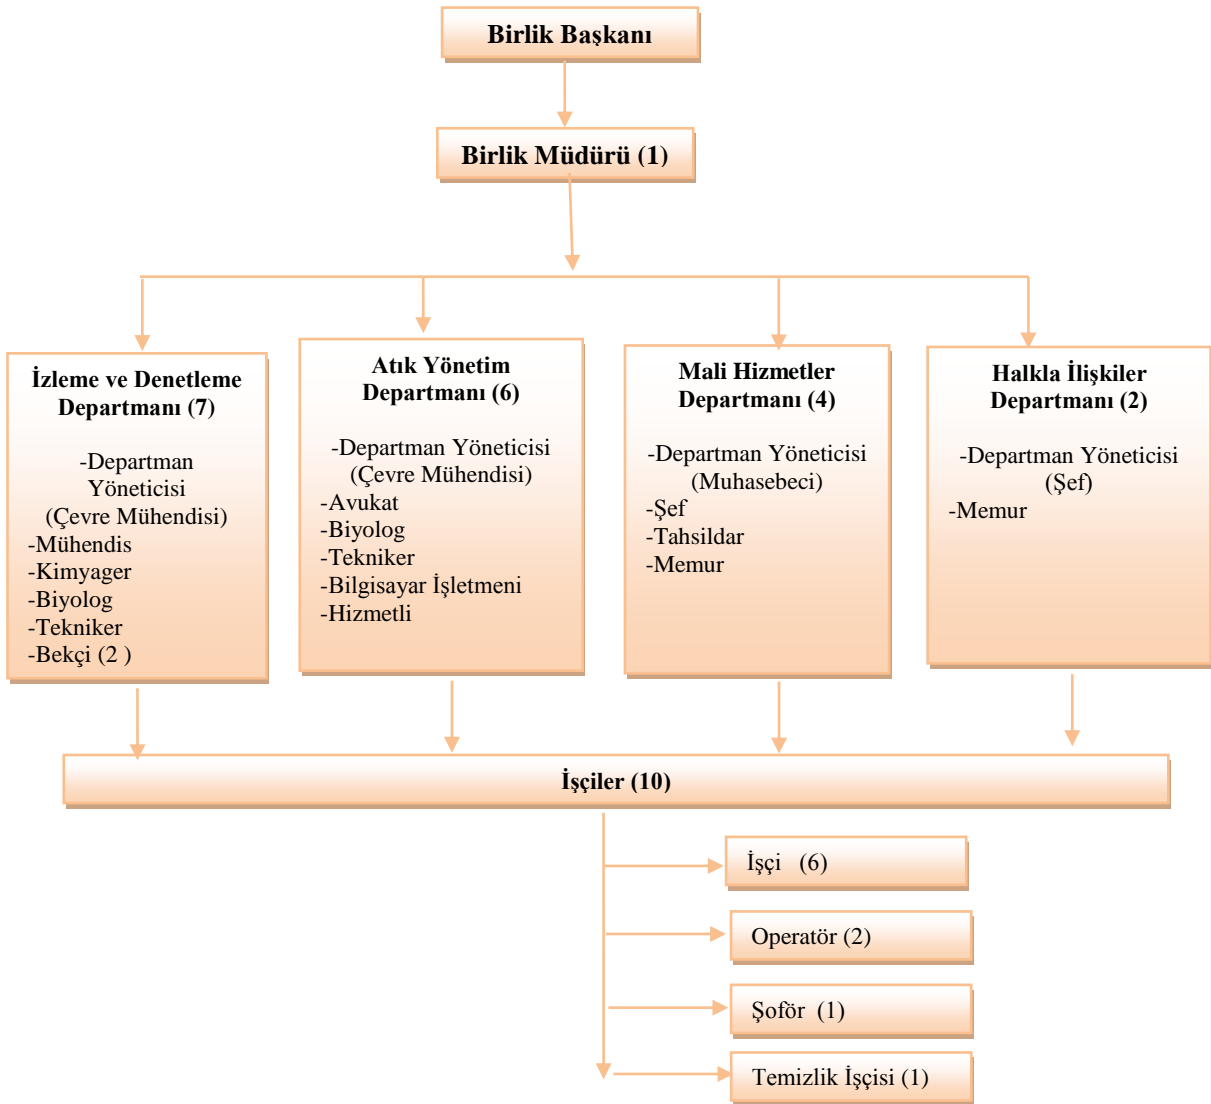 Birlik Başkanı
Birlik Müdürü (1)
İzleme ve Denetleme
Departmanı (7)
-Departman
Yöneticisi
(Çevre Mühendisi)
-Mühendis
-Kimyager
-Biyolog
-Tekniker
-Bekçi (2 )
Atık Yönetim
Departmanı (6)
-Departman Yöneticisi
(Çevre Mühendisi)
-Avukat
-Biyolog
-Tekniker
-Bilgisayar İşletmeni
-Hizmetli
Mali Hizmetler
Departmanı (4)
-Departman Yöneticisi
(Muhasebeci)
-Şef
-Tahsildar
-Memur
Halkla İlişkiler
Departmanı (2)
-Departman Yöneticisi
(Şef)
-Memur
İşçiler (10)
İşçi (6)
Operatör (2)
Şoför (1)
Temizlik İşçisi (1)